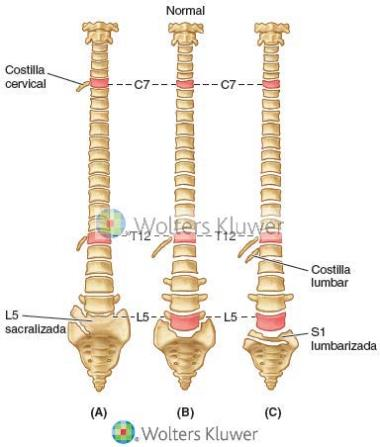 Normal
Costilla
cervical
C7
C7
Wolters Kluwer
T12
T12
Costilla
lumbar
L5
sacralizada
L5
L5
S1
lumbarizada
(A)
(B)
(C)
Wolters Kluwer